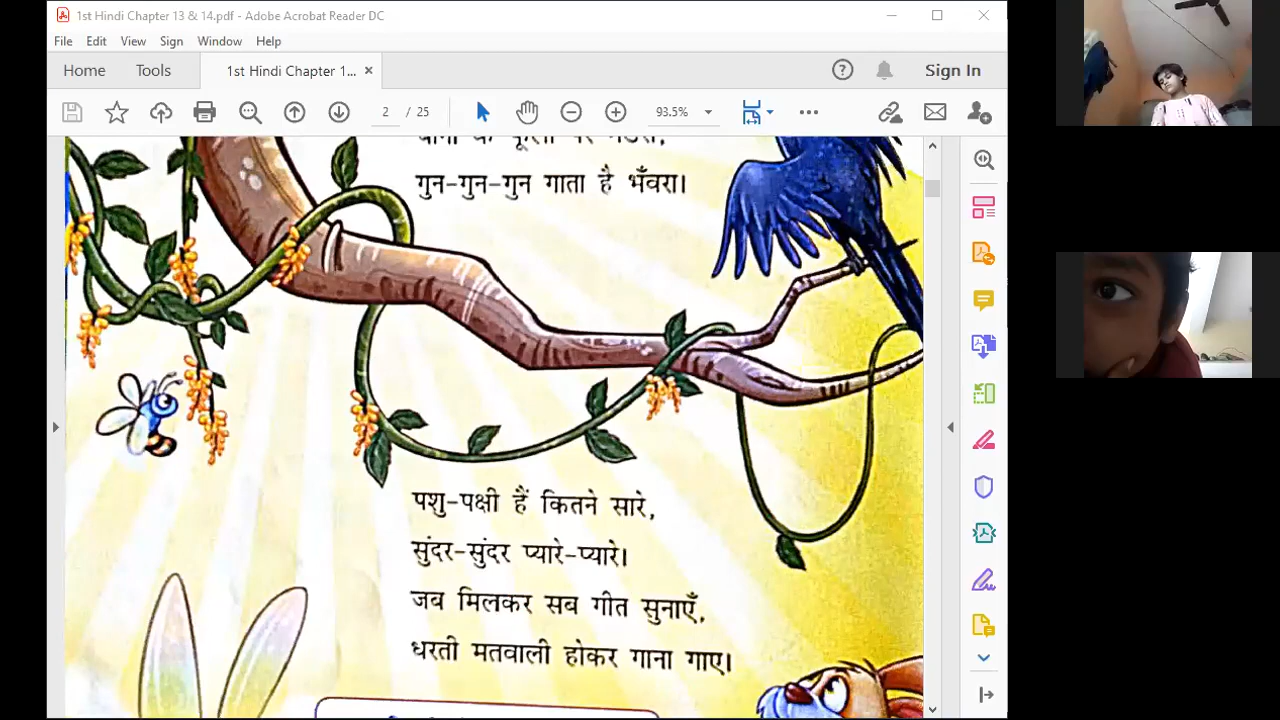 1st Hindi Chapter 13 & 14.pdf - Adobe Acrobat Reader DC
File Edit View Sign Window Help
Home Tools 1st Hindi Chapter 1... × Sign In
2 / 25 93.5%
गुन-गुन-गुन गाता है भँवरा।
पशु-पक्षी हैं कितने सारे,
सुंदर-सुंदर प्यारे-प्यारे।
जब मिलकर सब गीत सुनाएँ,
धरती मतवाली होकर गाना गाए।